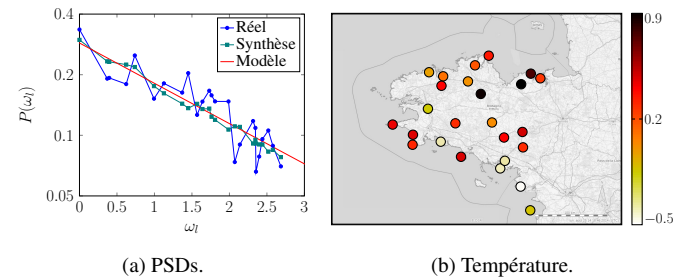 0.4
0.2
0.1
0.05
P(ω_l)
0
0.5
1
1.5
2
2.5
3
ω_l
Réel
Synthèse
Modèle
0.9
0.2
−0.5
(a) PSDs.
(b) Température.